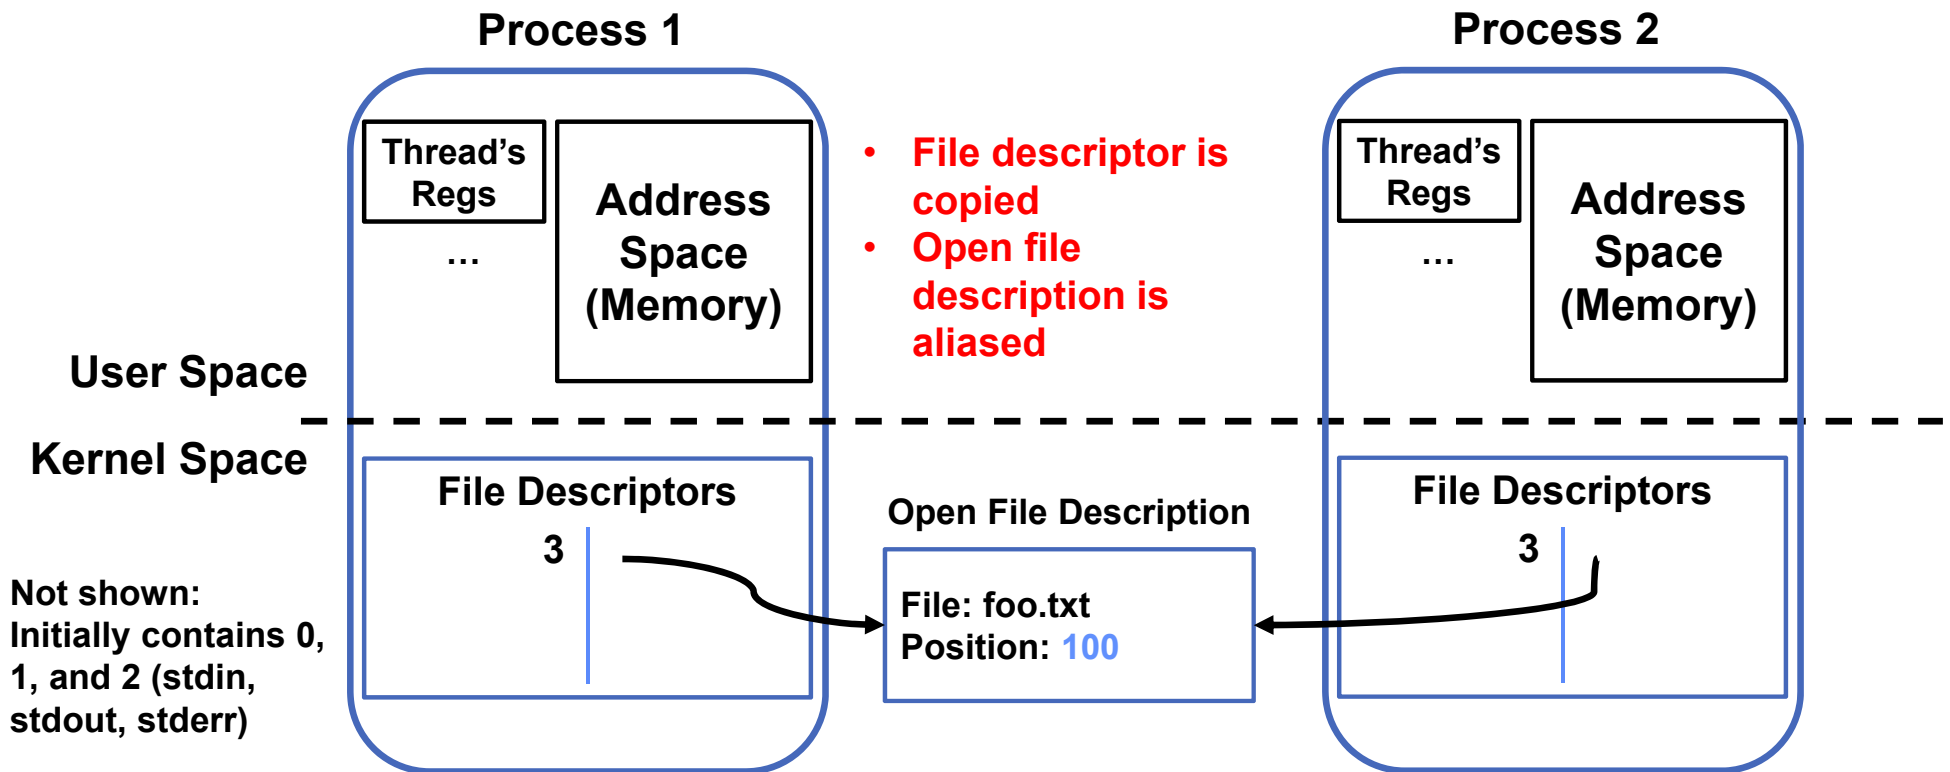 Process 1
Process 2
Thread’s
Regs
...
Address
Space
(Memory)
• File descriptor is
copied
• Open file
description is
aliased
Thread’s
Regs
...
Address
Space
(Memory)
User Space
Kernel Space
File Descriptors
3
Open File Description
File: foo.txt
Position: 100
File Descriptors
3
Not shown:
Initially contains 0,
1, and 2 (stdin,
stdout, stderr)